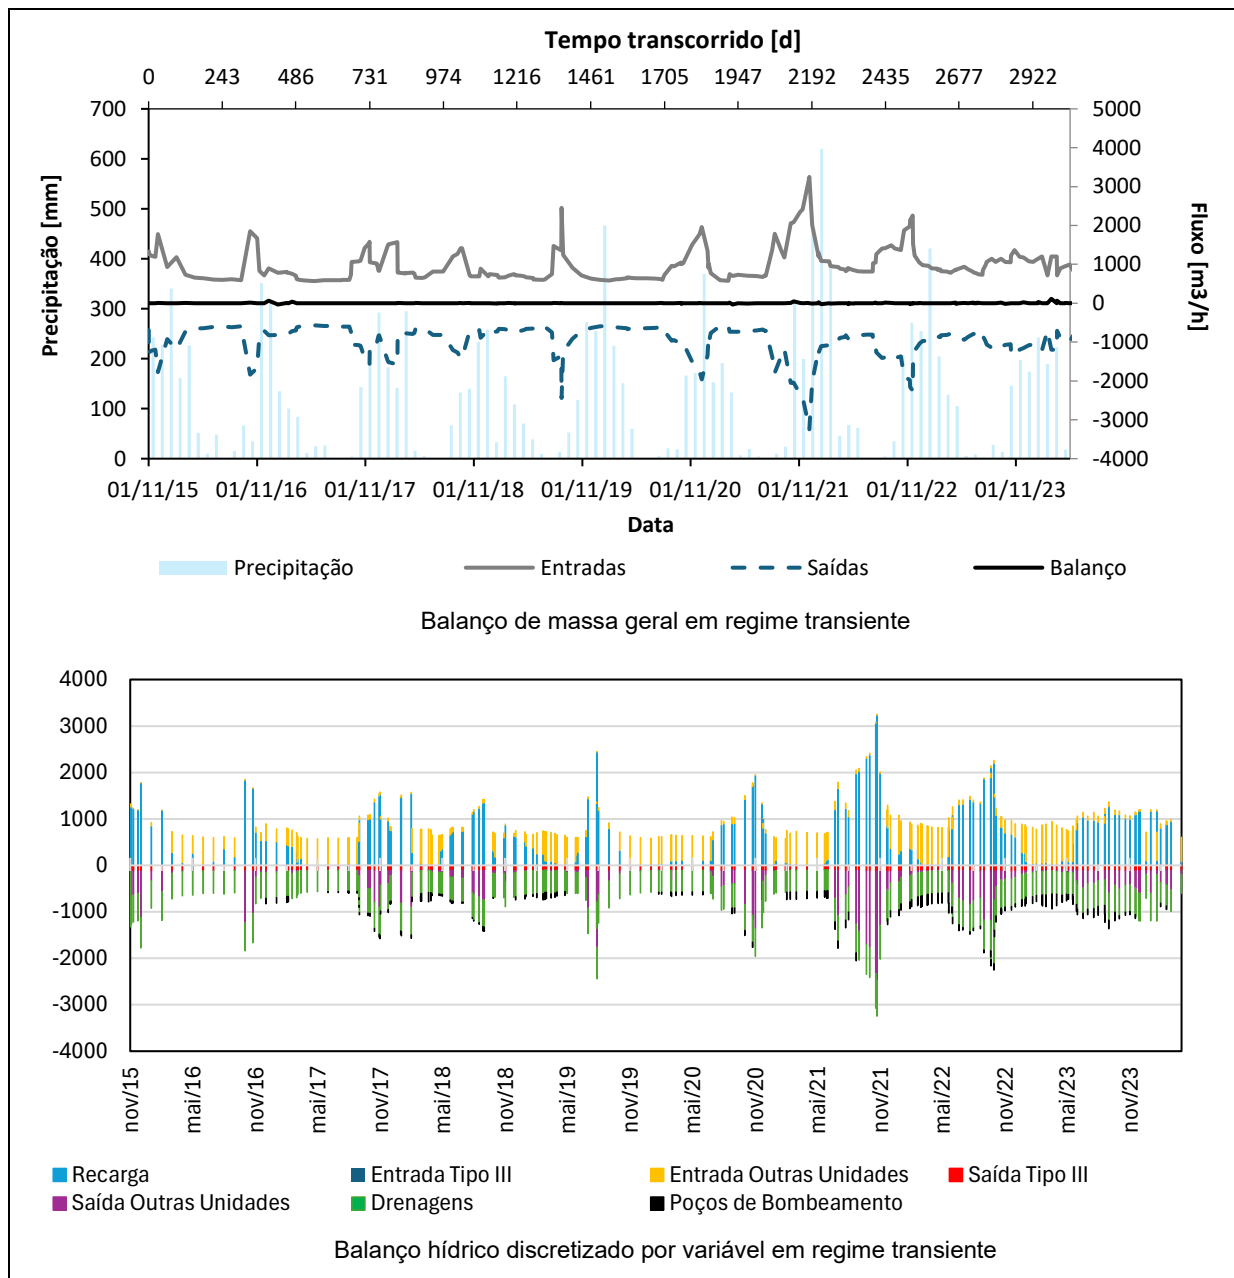 Tempo transcorrido [d]
0 243 486 731 974 1216 1461 1705 1947 2192 2435 2677 2922
700 600 500 400 300 200 100 0
Precipitação [mm]
5000 4000 3000 2000 1000 0 -1000 -2000 -3000 -4000
Fluxo [m3/h]
01/11/15 01/11/16 01/11/17 01/11/18 01/11/19 01/11/20 01/11/21 01/11/22 01/11/23
Data
Precipitação Entradas Saídas Balanço
Balanço de massa geral em regime transiente
4000
3000
2000
1000
0
-1000
-2000
-3000
-4000
nov/15 mai/16 nov/16 mai/17 nov/17 mai/18 nov/18 mai/19 nov/19 mai/20 nov/20 mai/21 nov/21 mai/22 nov/22 mai/23 nov/23
Recarga Entrada Tipo III Entrada Outras Unidades Saída Tipo III
Saída Outras Unidades Drenagens Poços de Bombeamento
Balanço hídrico discretizado por variável em regime transiente